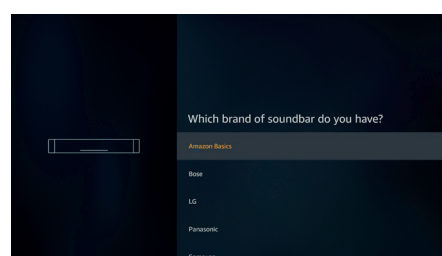 Which brand of soundbar do you have?
Amazon Basics
Bose
LG
Panasonic